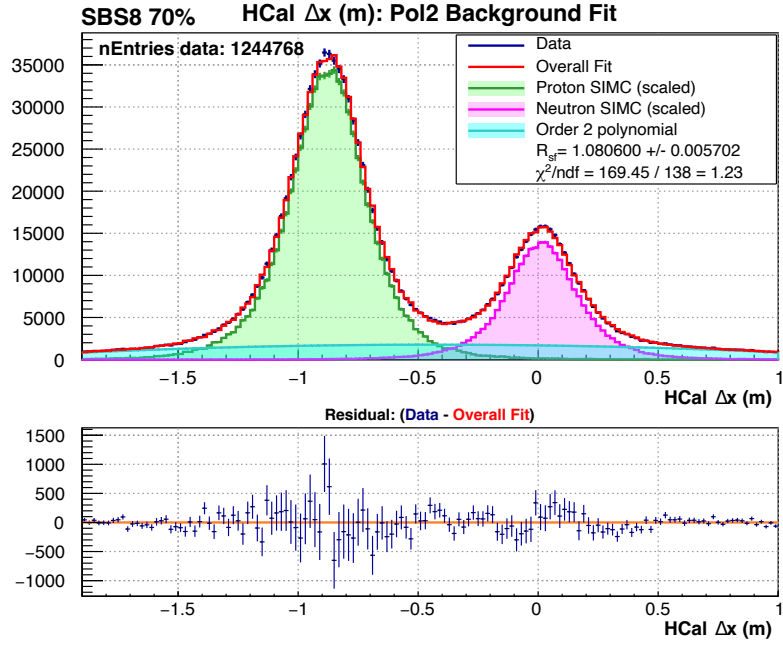 SBS8 70% HCal Δx (m): Pol2 Background Fit
nEntries data: 1244768
Data
Overall Fit
Proton SIMC (scaled)
Neutron SIMC (scaled)
Order 2 polynomial
R_sf= 1.080600 +/- 0.005702
χ²/ndf = 169.45 / 138 = 1.23
35000
30000
25000
20000
15000
10000
5000
0
−1.5 −1 −0.5 0 0.5 1
HCal Δx (m)
Residual: (Data - Overall Fit)
1500
1000
500
0
−500
−1000
−1.5 −1 −0.5 0 0.5 1
HCal Δx (m)